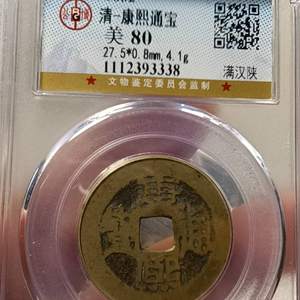 清-康熙通宝
美 80
27.5*0.8mm,4.1g
1112393338
满汉陕
★文物鉴定委员会监制★